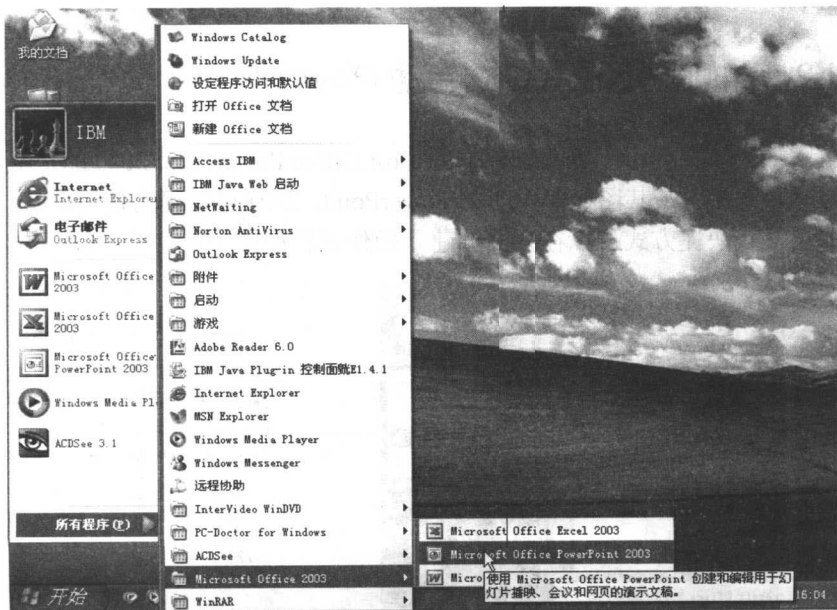 我的文档
IBM
Internet
Internet Explorer
电子邮件
Outlook Express
Microsoft Office
2003
Microsoft Office
2003
Microsoft Office
PowerPoint 2003
Windows Media Pl
ACDSee 3.1
所有程序(P)
开始
Windows Catalog
Windows Update
设定程序访问和默认值
打开 Office 文档
新建 Office 文档
Access IBM
IBM Java Web 启动
NetWaiting
Norton AntiVirus
Outlook Express
附件
启动
游戏
Adobe Reader 6.0
IBM Java Plug-in 控制面板E1.4.1
Internet Explorer
MSN Explorer
Windows Media Player
Windows Messenger
远程协助
InterVideo WinDVD
PC-Doctor for Windows
ACDSee
Microsoft Office 2003
WinRAR
Microsoft Office Excel 2003
Microsoft Office PowerPoint 2003
Micro
使用 Microsoft Office PowerPoint 创建和编辑用于幻
灯片播映、会议和网页的演示文稿。
16:04